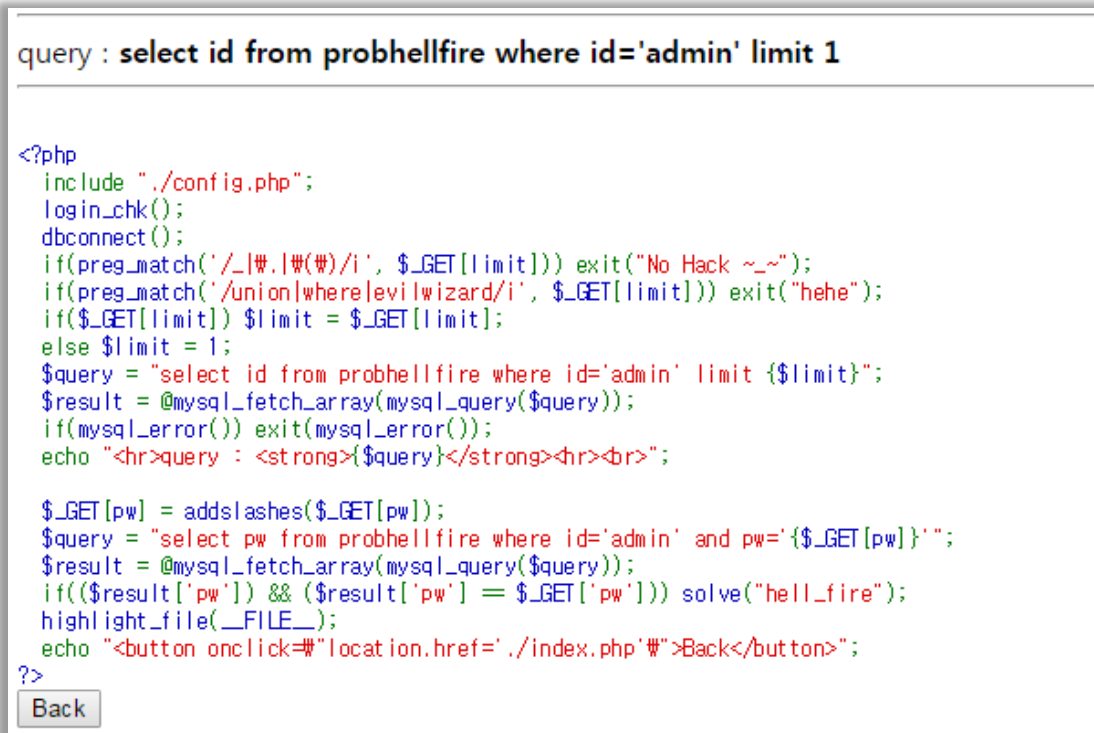 query : select id from probhellfire where id='admin' limit 1
<?php
  include "./config.php";
  login_chk();
  dbconnect();
  if(preg_match('/_|₩.|₩(₩)/i', $_GET[limit])) exit("No Hack ~_~");
  if(preg_match('/union|where|evilwizard/i', $_GET[limit])) exit("hehe");
  if($_GET[limit]) $limit = $_GET[limit];
  else $limit = 1;
  $query = "select id from probhellfire where id='admin' limit {$limit}";
  $result = @mysql_fetch_array(mysql_query($query));
  if(mysql_error()) exit(mysql_error());
  echo "<hr>query : <strong>{$query}</strong><hr><br>";
  $_GET[pw] = addslashes($_GET[pw]);
  $query = "select pw from probhellfire where id='admin' and pw='{$_GET[pw]}'";
  $result = @mysql_fetch_array(mysql_query($query));
  if(($result['pw']) && ($result['pw'] == $_GET['pw'])) solve("hell_fire");
  highlight_file(__FILE__);
  echo "<button onclick=₩"location.href='./index.php'₩">Back</button>";
?>
Back